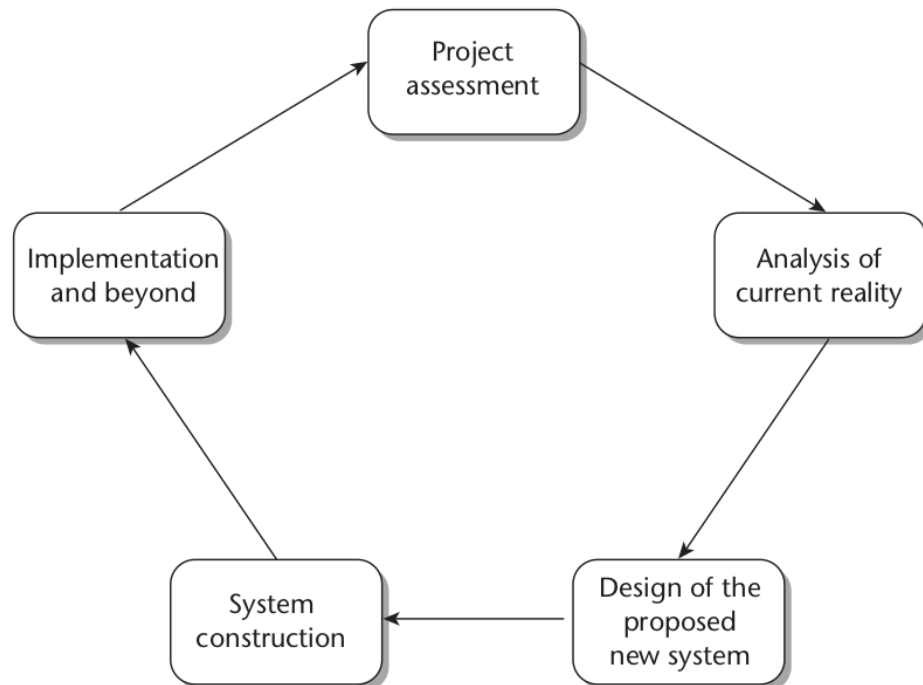 Project
assessment
Analysis of
current reality
Design of the
proposed
new system
System
construction
Implementation
and beyond